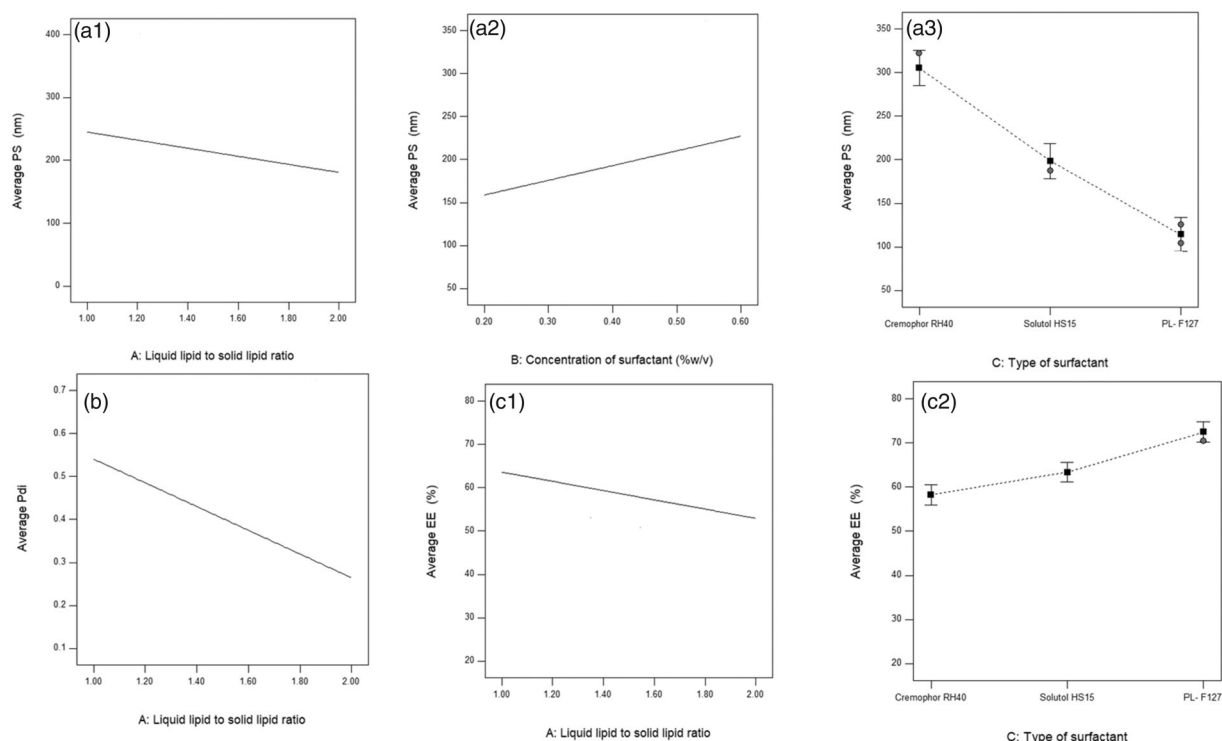 (a1)
400
300
200
100
0
Average PS (nm)
1.00 1.20 1.40 1.60 1.80 2.00
A: Liquid lipid to solid lipid ratio
(a2)
350
300
250
200
150
100
50
Average PS (nm)
0.20 0.30 0.40 0.50 0.60
B: Concentration of surfactant (%w/v)
(a3)
350
300
250
200
150
100
50
Average PS (nm)
Cremophor RH40 Solutol HS15 PL- F127
C: Type of surfactant
(b)
0.7
0.6
0.5
0.4
0.3
0.2
0.1
Average Pdi
1.00 1.20 1.40 1.60 1.80 2.00
A: Liquid lipid to solid lipid ratio
(c1)
80
70
60
50
40
30
20
Average EE (%)
1.00 1.20 1.40 1.60 1.80 2.00
A: Liquid lipid to solid lipid ratio
(c2)
80
70
60
50
40
30
20
Average EE (%)
Cremophor RH40 Solutol HS15 PL- F127
C: Type of surfactant